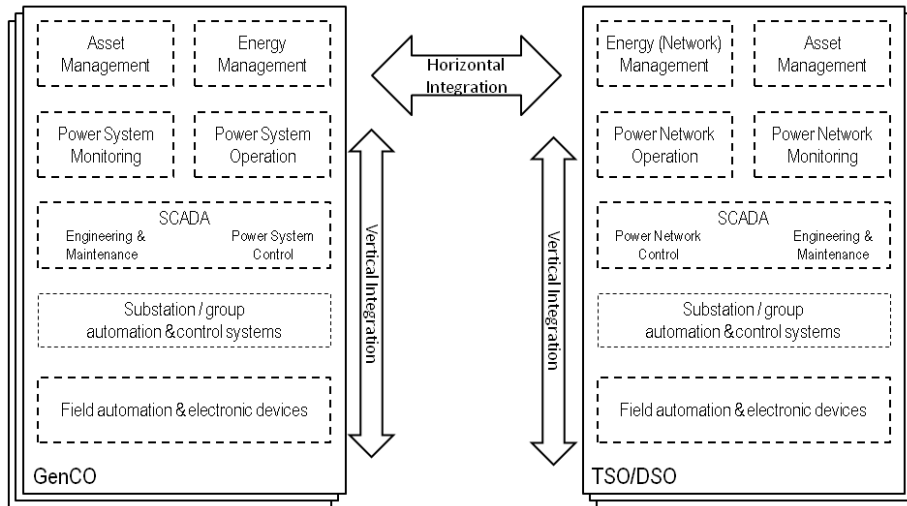 Asset
Management
Energy
Management
Power System
Monitoring
Power System
Operation
SCADA
Engineering &
Maintenance
Power System
Control
Substation / group
automation & control systems
Field automation & electronic devices
GenCO
Horizontal
Integration
Vertical Integration
Vertical Integration
Energy (Network)
Management
Asset
Management
Power Network
Operation
Power Network
Monitoring
SCADA
Power Network
Control
Engineering &
Maintenance
Substation / group
automation & control systems
Field automation & electronic devices
TSO/DSO